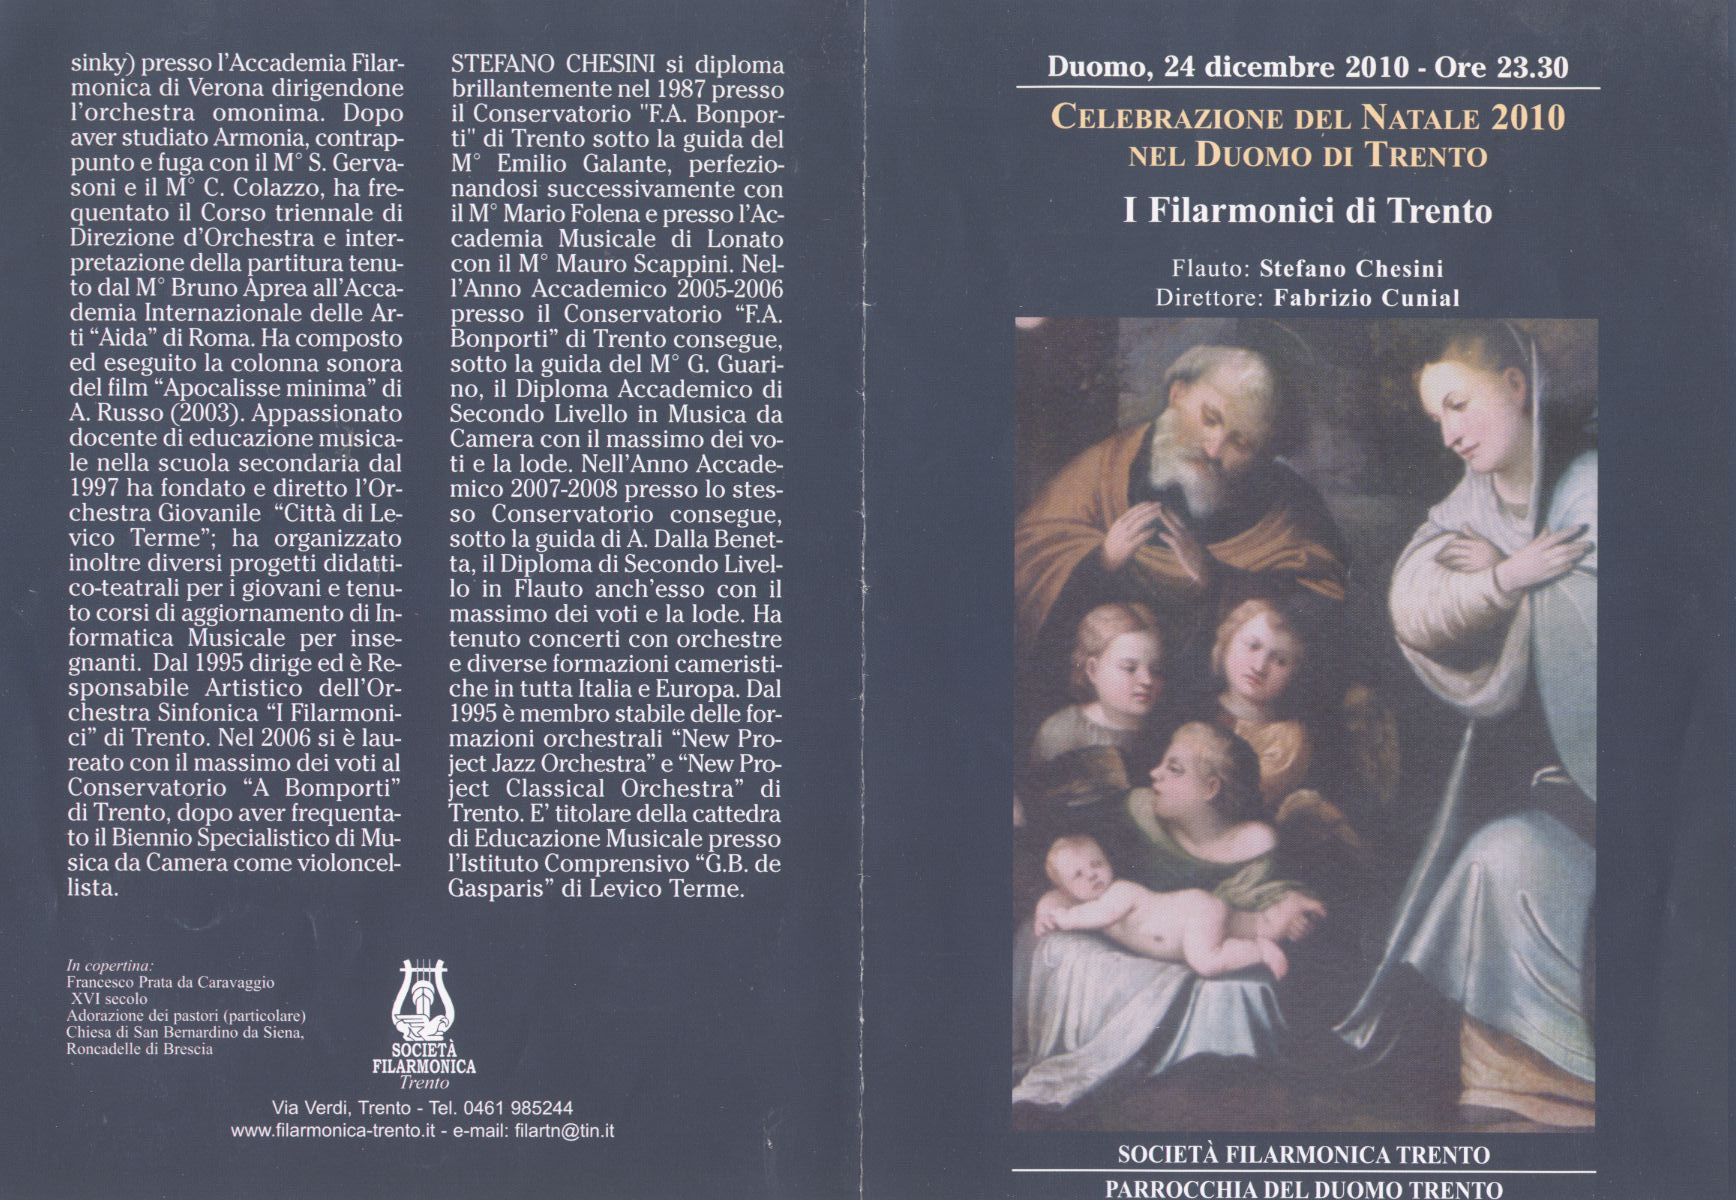 sinky) presso l'Accademia Filar-
monica di Verona dirigendone
l'orchestra omonima. Dopo
aver studiato Armonia, contrap-
punto e fuga con il M° S. Gerva-
soni e il M° C. Colazzo, ha fre-
quentato il Corso triennale di
Direzione d'Orchestra e inter-
pretazione della partitura tenu-
to dal M° Bruno Aprea all'Acca-
demia Internazionale delle Ar-
ti “Aida” di Roma. Ha composto
ed eseguito la colonna sonora
del film “Apocalisse minima” di
A. Russo (2003). Appassionato
docente di educazione musica-
le nella scuola secondaria dal
1997 ha fondato e diretto l'Or-
chestra Giovanile “Città di Le-
vico Terme”; ha organizzato
inoltre diversi progetti didatti-
co-teatrali per i giovani e tenu-
to corsi di aggiornamento di In-
formatica Musicale per inse-
gnanti. Dal 1995 dirige ed è Re-
sponsabile Artistico dell'Or-
chestra Sinfonica “I Filarmoni-
ci” di Trento. Nel 2006 si è lau-
reato con il massimo dei voti al
Conservatorio “A Bomporti”
di Trento, dopo aver frequenta-
to il Biennio Specialistico di Mu-
sica da Camera come violoncel-
lista.
STEFANO CHESINI si diploma
brillantemente nel 1987 presso
il Conservatorio "F.A. Bonpor-
ti" di Trento sotto la guida del
M° Emilio Galante, perfezio-
nandosi successivamente con
il M° Mario Folena e presso l'Ac-
cademia Musicale di Lonato
con il M° Mauro Scappini. Nel-
l'Anno Accademico 2005-2006
presso il Conservatorio “F.A.
Bonporti” di Trento consegue,
sotto la guida del M° G. Guari-
no, il Diploma Accademico di
Secondo Livello in Musica da
Camera con il massimo dei vo-
ti e la lode. Nell'Anno Accade-
mico 2007-2008 presso lo stes-
so Conservatorio consegue,
sotto la guida di A. Dalla Benet-
ta, il Diploma di Secondo Livel-
lo in Flauto anch'esso con il
massimo dei voti e la lode. Ha
tenuto concerti con orchestre
e diverse formazioni cameristi-
che in tutta Italia e Europa. Dal
1995 è membro stabile delle for-
mazioni orchestrali “New Pro-
ject Jazz Orchestra” e “New Pro-
ject Classical Orchestra” di
Trento. E' titolare della cattedra
di Educazione Musicale presso
l'Istituto Comprensivo “G.B. de
Gasparis” di Levico Terme.
In copertina:
Francesco Prata da Caravaggio
XVI secolo
Adorazione dei pastori (particolare)
Chiesa di San Bernardino da Siena,
Roncadelle di Brescia
SOCIETÀ
FILARMONICA
Trento
Via Verdi, Trento - Tel. 0461 985244
www.filarmonica-trento.it - e-mail: filartn@tin.it
Duomo, 24 dicembre 2010 - Ore 23.30
CELEBRAZIONE DEL NATALE 2010
NEL DUOMO DI TRENTO
I Filarmonici di Trento
Flauto: Stefano Chesini
Direttore: Fabrizio Cunial
SOCIETÀ FILARMONICA TRENTO
PARROCCHIA DEL DUOMO TRENTO